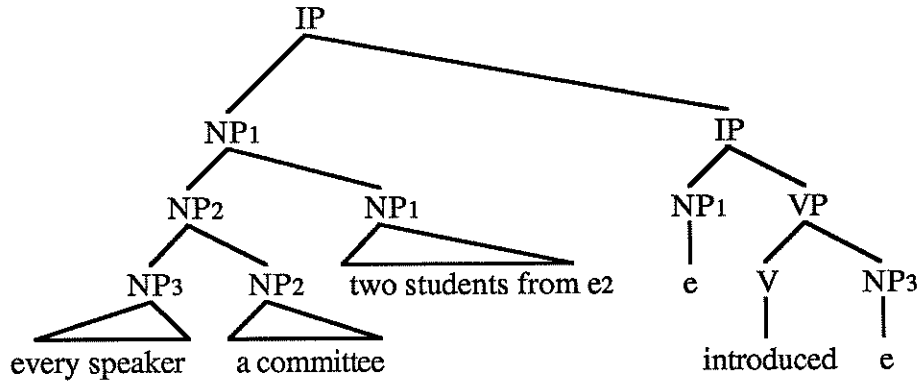 IP
NP1 IP
NP2 NP1 NP1 VP
NP3 NP2 two students from e2 e V NP3
every speaker a committee introduced e